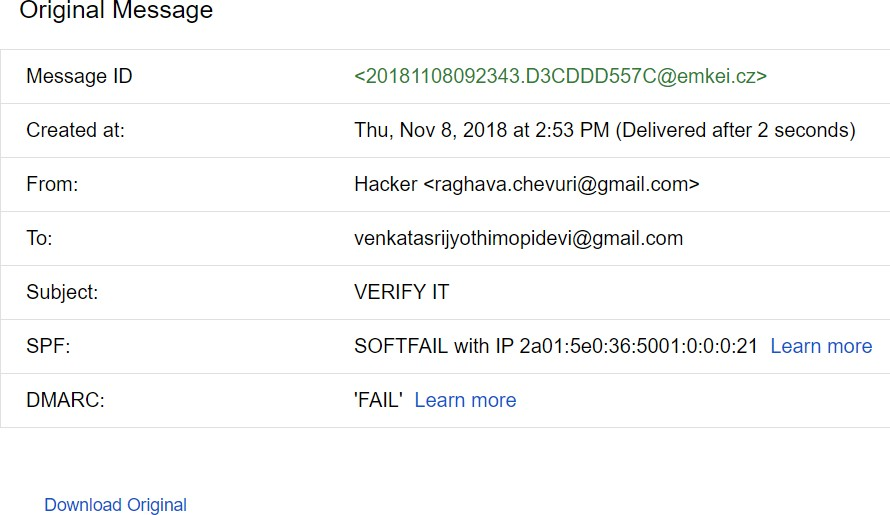 Original Message
Message ID <20181108092343.D3CDDD557C@emkei.cz>
Created at: Thu, Nov 8, 2018 at 2:53 PM (Delivered after 2 seconds)
From: Hacker <raghava.chevuri@gmail.com>
To: venkatasrijyothimopidevi@gmail.com
Subject: VERIFY IT
SPF: SOFTFAIL with IP 2a01:5e0:36:5001:0:0:0:21 Learn more
DMARC: 'FAIL' Learn more
Download Original